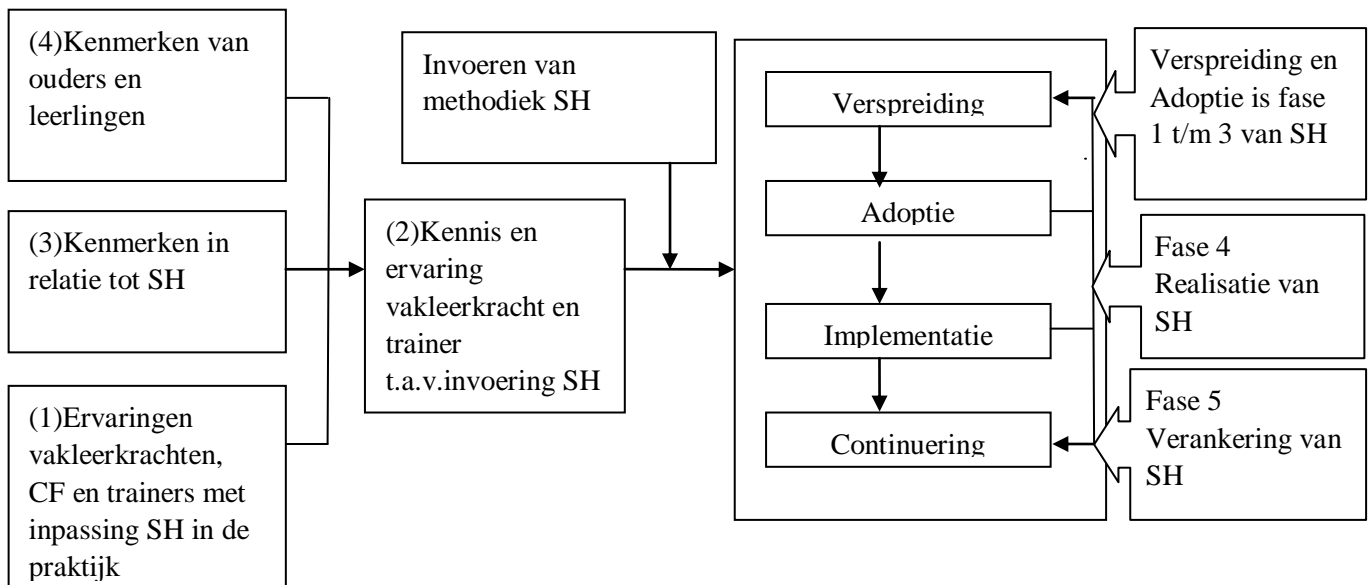 (4)Kenmerken van
ouders en
leerlingen
(3)Kenmerken in
relatie tot SH
(1)Ervaringen
vakleerkrachten,
CF en trainers met
inpassing SH in de
praktijk
(2)Kennis en
ervaring
vakleerkracht en
trainer
t.a.v.invoering SH
Invoeren van
methodiek SH
Verspreiding
Adoptie
Implementatie
Continuering
Verspreiding en
Adoptie is fase
1 t/m 3 van SH
Fase 4
Realisatie van
SH
Fase 5
Verankering van
SH